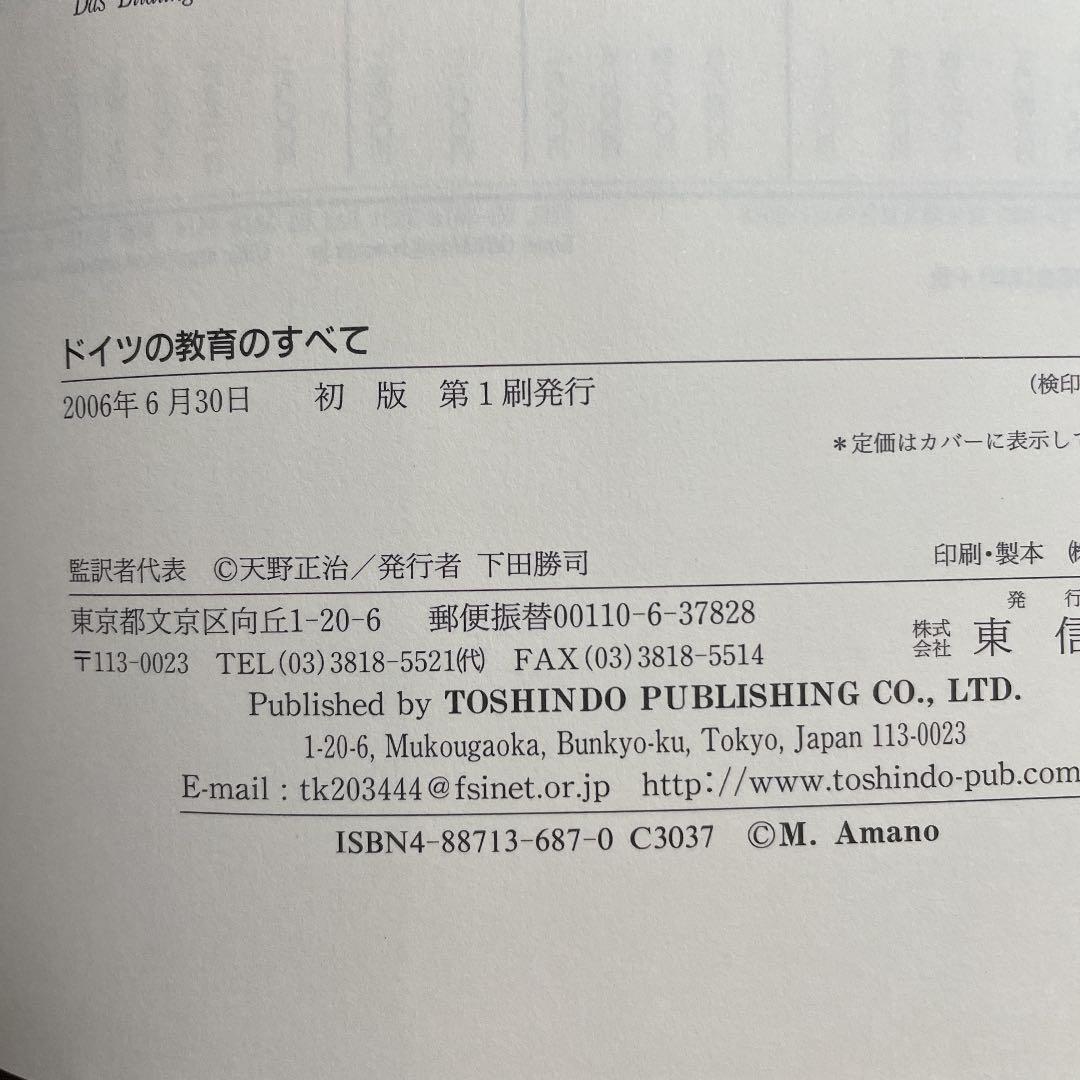 Das
ドイツの教育のすべて
2006年6月30日 初 版 第1刷発行
(検印
*定価はカバーに表示して
監訳者代表 ©天野正治/発行者 下田勝司
印刷・製本
東京都文京区向丘1-20-6 郵便振替00110-6-37828
発 行
〒113-0023 TEL(03)3818-5521㈹ FAX(03)3818-5514
株式会社 東 信
Published by TOSHINDO PUBLISHING CO., LTD.
1-20-6, Mukougaoka, Bunkyo-ku, Tokyo, Japan 113-0023
E-mail : tk203444@fsinet.or.jp http://www.toshindo-pub.com
ISBN4-88713-687-0 C3037 ©M. Amano